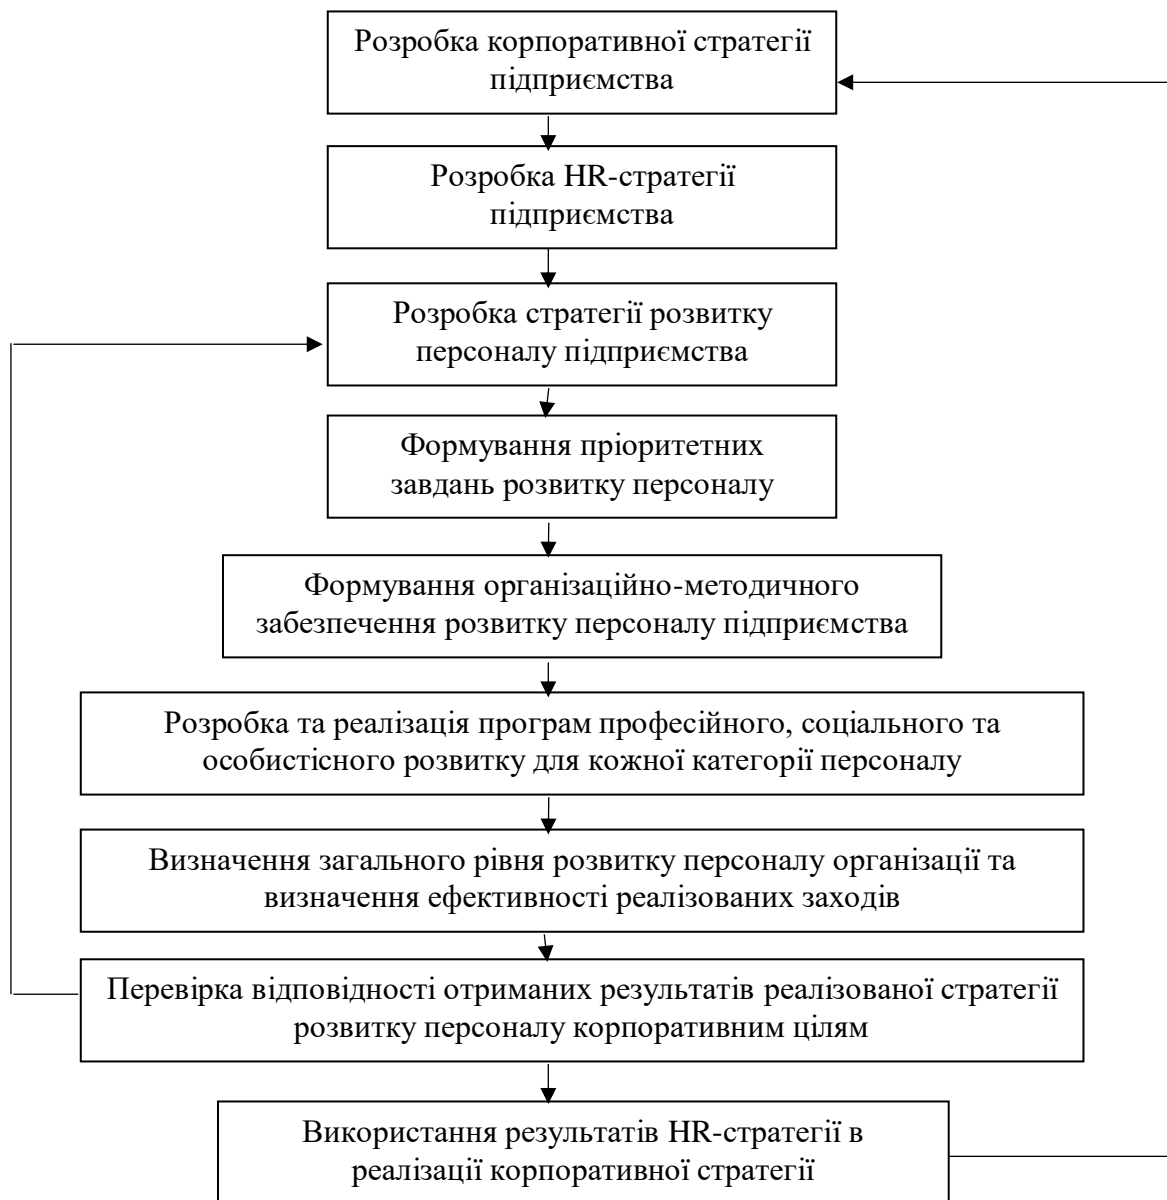 Розробка корпоративної стратегії
підприємства
Розробка HR-стратегії
підприємства
Розробка стратегії розвитку
персоналу підприємства
Формування пріоритетних
завдань розвитку персоналу
Формування організаційно-методичного
забезпечення розвитку персоналу підприємства
Розробка та реалізація програм професійного, соціального та
особистісного розвитку для кожної категорії персоналу
Визначення загального рівня розвитку персоналу організації та
визначення ефективності реалізованих заходів
Перевірка відповідності отриманих результатів реалізованої стратегії
розвитку персоналу корпоративним цілям
Використання результатів HR-стратегії в
реалізації корпоративної стратегії